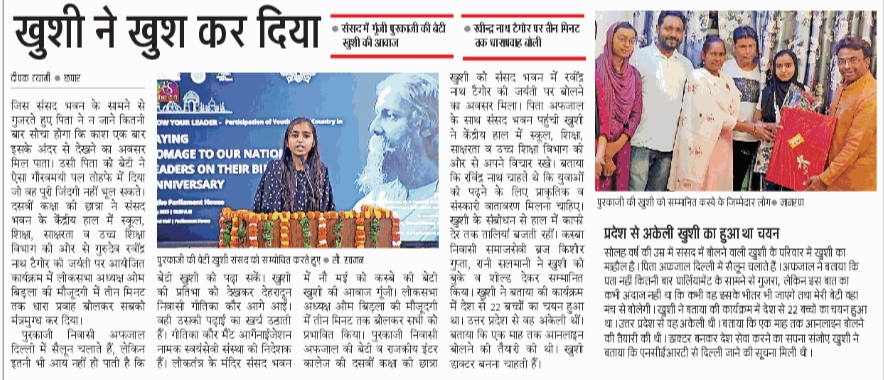 खुशी ने खुश कर दिया
● संसद में गूंजी पुरकाजी की बेटी
खुशी की आवाज
● रवीन्द्र नाथ टैगोर पर तीन मिनट
तक धाराप्रवाह बोली
दीपक त्यागी ● छपार
जिस संसद भवन के सामने से
गुजरते हुए पिता ने न जाने कितनी
बार सोचा होगा कि काश एक बार
इसके अंदर से देखने का अवसर
मिल पाता। उसी पिता को बेटी ने
ऐसा गौरवमयी पल तोहफे में दिया
जो वह पूरी जिंदगी नहीं भूल सकते।
दसवीं कक्षा की छात्रा ने संसद
भवन के केंद्रीय हाल में स्कूल,
शिक्षा, साक्षरता व उच्च शिक्षा
विभाग की ओर से गुरुदेव रवींद्र
नाथ टैगोर की जयंती पर आयोजित
कार्यक्रम में लोकसभा अध्यक्ष ओम
बिड़ला की मौजूदगी में तीन मिनट
तक धारा प्रवाह बोलकर सबको
मंत्रमुग्ध कर दिया।
पुरकाजी निवासी अफजाल
दिल्ली में सैलून चलाते हैं, लेकिन
इतनी भी आय नहीं हो पाती है कि
OW YOUR LEADER - Participation of Youth Country in
AYING
OMAGE TO OUR NATION
EADERS ON THEIR BI
NNIVERSARY
the Parliament House
पुरकाजी की बेटी खुशी संसद को सम्बोधित करते हुए ● सौ. स्वजन
बेटी खुशी को पढ़ा सकें। खुशी
की प्रतिभा को देखकर देहरादून
निवासी गीतिका और आगे आईं।
वही उसकी पढ़ाई का खर्च उठाती
हैं। गीतिका कौर मैंट आर्गेनाईजेशन
नामक स्वयंसेवी संस्था की निदेशक
हैं। लोकतंत्र के मंदिर संसद भवन
में नौ मई को कस्बे की बेटी
खुशी की आवाज गूंजी। लोकसभा
अध्यक्ष ओम बिड़ला की मौजूदगी
में तीन मिनट तक बोलकर सभी को
प्रभावित किया। पुरकाजी निवासी
अफजाल की बेटी व राजकीय इंटर
कालेज की दसवीं कक्षा की छात्रा
खुशी को संसद भवन में रवींद्र
नाथ टैगोर की जयंती पर बोलने
का अवसर मिला। पिता अफजाल
के साथ संसद भवन पहुंची खुशी
ने केंद्रीय हाल में स्कूल, शिक्षा,
साक्षरता व उच्च शिक्षा विभाग की
ओर से अपने विचार रखे। बताया
कि रवींद्र नाथ चाहते थे कि युवाओं
को पढ़ने के लिए प्राकृतिक व
संस्कारी वातावरण मिलना चाहिए।
खुशी के संबोधन से हाल में काफी
देर तक तालियां बजती रहीं। कस्बा
निवासी समाजसेवी ब्रज किशोर
गुप्ता, रानी सलमानी ने खुशी को
बुके व शील्ड देकर सम्मानित
किया। खुशी ने बताया की कार्यक्रम
में देश से 22 बच्चों का चयन हुआ
था। उत्तर प्रदेश से वह अकेली थीं।
बताया कि एक माह तक आनलाइन
बोलने की तैयारी की थी। खुशी
डाक्टर बनना चाहती हैं।
पुरकाजी की खुशी को सम्मानित कस्बे के जिम्मेदार लोग ● जागरण
प्रदेश से अकेली खुशी का हुआ था चयन
सोलह वर्ष की उम्र में संसद में बोलने वाली खुशी के परिवार में खुशी का
माहौल है। पिता अफजाल दिल्ली में सैलून चलाते हैं। अफजाल ने बताया कि
पता नहीं कितनी बार पार्लियामेंट के सामने से गुजरा, लेकिन इस बात का
कभी अंदाज नहीं था कि कभी वह इसके भीतर भी जाएंगे तथा मेरी बेटी वहां
मंच से बोलेगी। खुशी ने बताया की कार्यक्रम में देश से 22 बच्चों का चयन हुआ
था। उत्तर प्रदेश से वह अकेली थी। बताया कि एक माह तक आनलाइन बोलने
की तैयारी की थी। डाक्टर बनकर देश सेवा करने का सपना संजोए खुशी ने
बताया कि एनसीईआरटी से दिल्ली जाने की सूचना मिली थी।